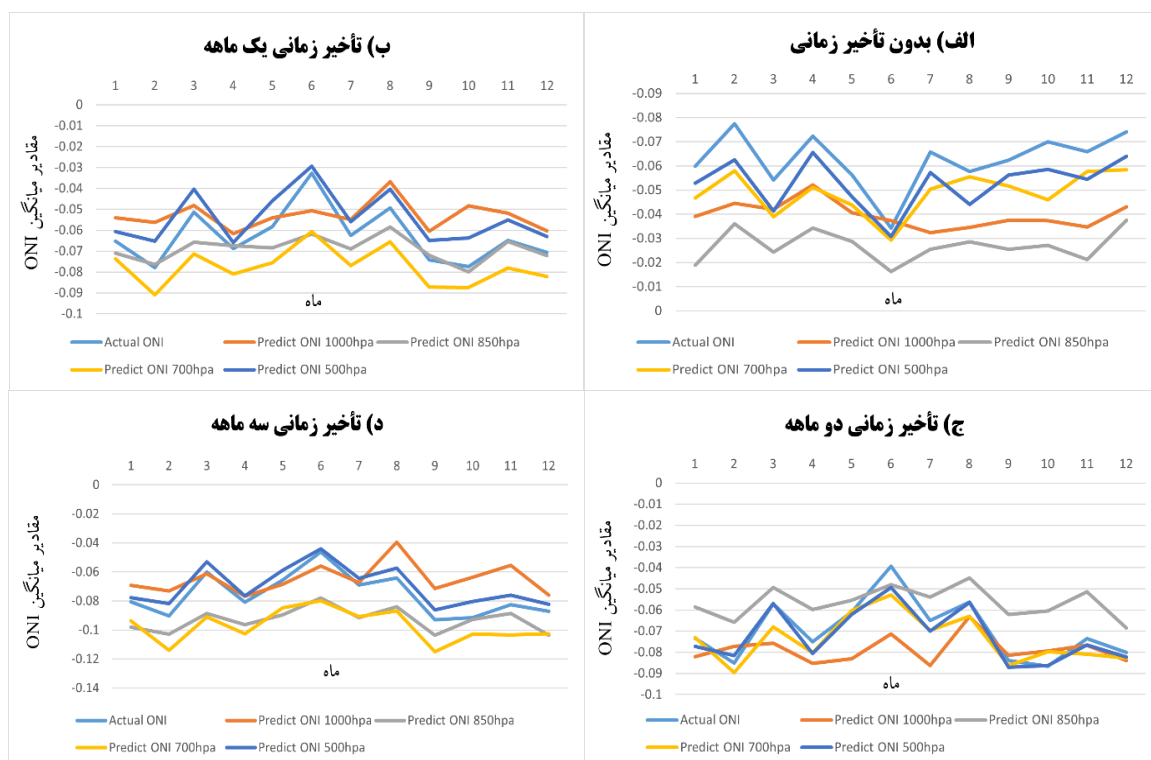 الف) بدون تأخیر زمانی
-0.09
-0.08
-0.07
-0.06
-0.05
-0.04
-0.03
-0.02
-0.01
0
1 2 3 4 5 6 7 8 9 10 11 12
مقادیر میانگین ONI
ماه
Actual ONI Predict ONI 1000hpa Predict ONI 850hpa
Predict ONI 700hpa Predict ONI 500hpa
ب) تأخیر زمانی یک ماهه
1 2 3 4 5 6 7 8 9 10 11 12
0
-0.01
-0.02
-0.03
-0.04
-0.05
-0.06
-0.07
-0.08
-0.09
-0.1
مقادیر میانگین ONI
ماه
Actual ONI Predict ONI 1000hpa Predict ONI 850hpa
Predict ONI 700hpa Predict ONI 500hpa
ج) تأخیر زمانی دو ماهه
1 2 3 4 5 6 7 8 9 10 11 12
0
-0.01
-0.02
-0.03
-0.04
-0.05
-0.06
-0.07
-0.08
-0.09
-0.1
مقادیر میانگین ONI
ماه
Actual ONI Predict ONI 1000hpa Predict ONI 850hpa
Predict ONI 700hpa Predict ONI 500hpa
د) تأخیر زمانی سه ماهه
1 2 3 4 5 6 7 8 9 10 11 12
0
-0.02
-0.04
-0.06
-0.08
-0.1
-0.12
-0.14
مقادیر میانگین ONI
ماه
Actual ONI Predict ONI 1000hpa Predict ONI 850hpa
Predict ONI 700hpa Predict ONI 500hpa